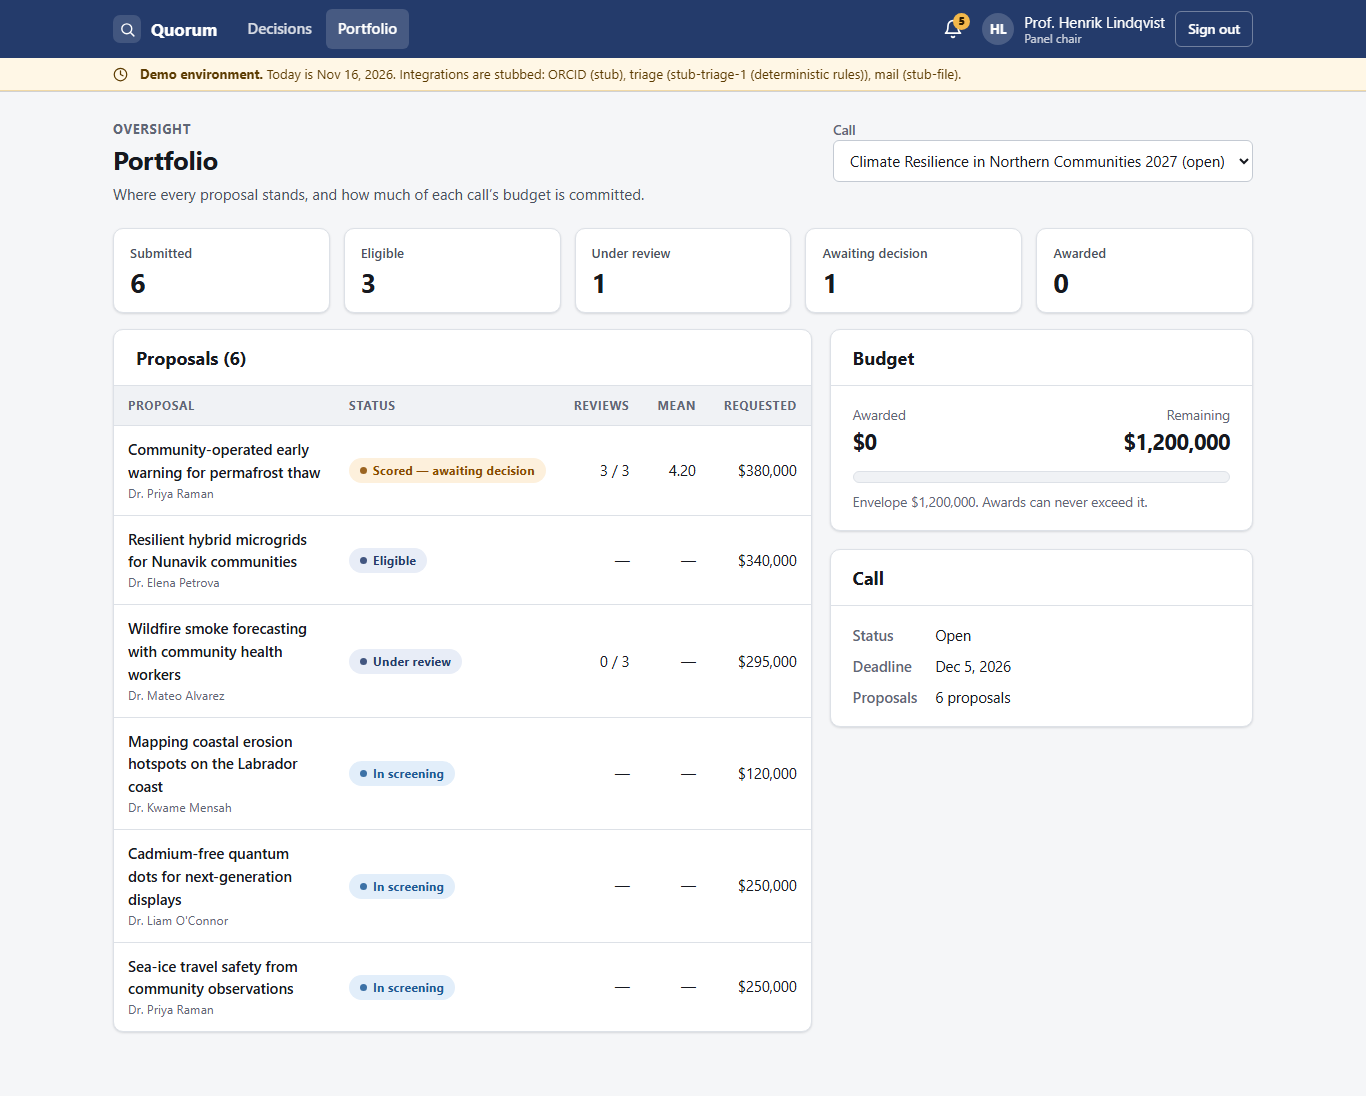 Quorum
Decisions
Portfolio
5
HL
Prof. Henrik Lindqvist
Panel chair
Sign out
Demo environment. Today is Nov 16, 2026. Integrations are stubbed: ORCID (stub), triage (stub-triage-1 (deterministic rules)), mail (stub-file).
OVERSIGHT
Portfolio
Where every proposal stands, and how much of each call's budget is committed.
Call
Climate Resilience in Northern Communities 2027 (open)
Submitted
6
Eligible
3
Under review
1
Awaiting decision
1
Awarded
0
Proposals (6)
PROPOSAL STATUS REVIEWS MEAN REQUESTED
Community-operated early
warning for permafrost thaw
Dr. Priya Raman
Scored — awaiting decision
3 / 3
4.20
$380,000
Resilient hybrid microgrids
for Nunavik communities
Dr. Elena Petrova
Eligible
—
—
$340,000
Wildfire smoke forecasting
with community health
workers
Dr. Mateo Alvarez
Under review
0 / 3
—
$295,000
Mapping coastal erosion
hotspots on the Labrador
coast
Dr. Kwame Mensah
In screening
—
—
$120,000
Cadmium-free quantum
dots for next-generation
displays
Dr. Liam O'Connor
In screening
—
—
$250,000
Sea-ice travel safety from
community observations
Dr. Priya Raman
In screening
—
—
$250,000
Budget
Awarded
$0
Remaining
$1,200,000
Envelope $1,200,000. Awards can never exceed it.
Call
Status Open
Deadline Dec 5, 2026
Proposals 6 proposals